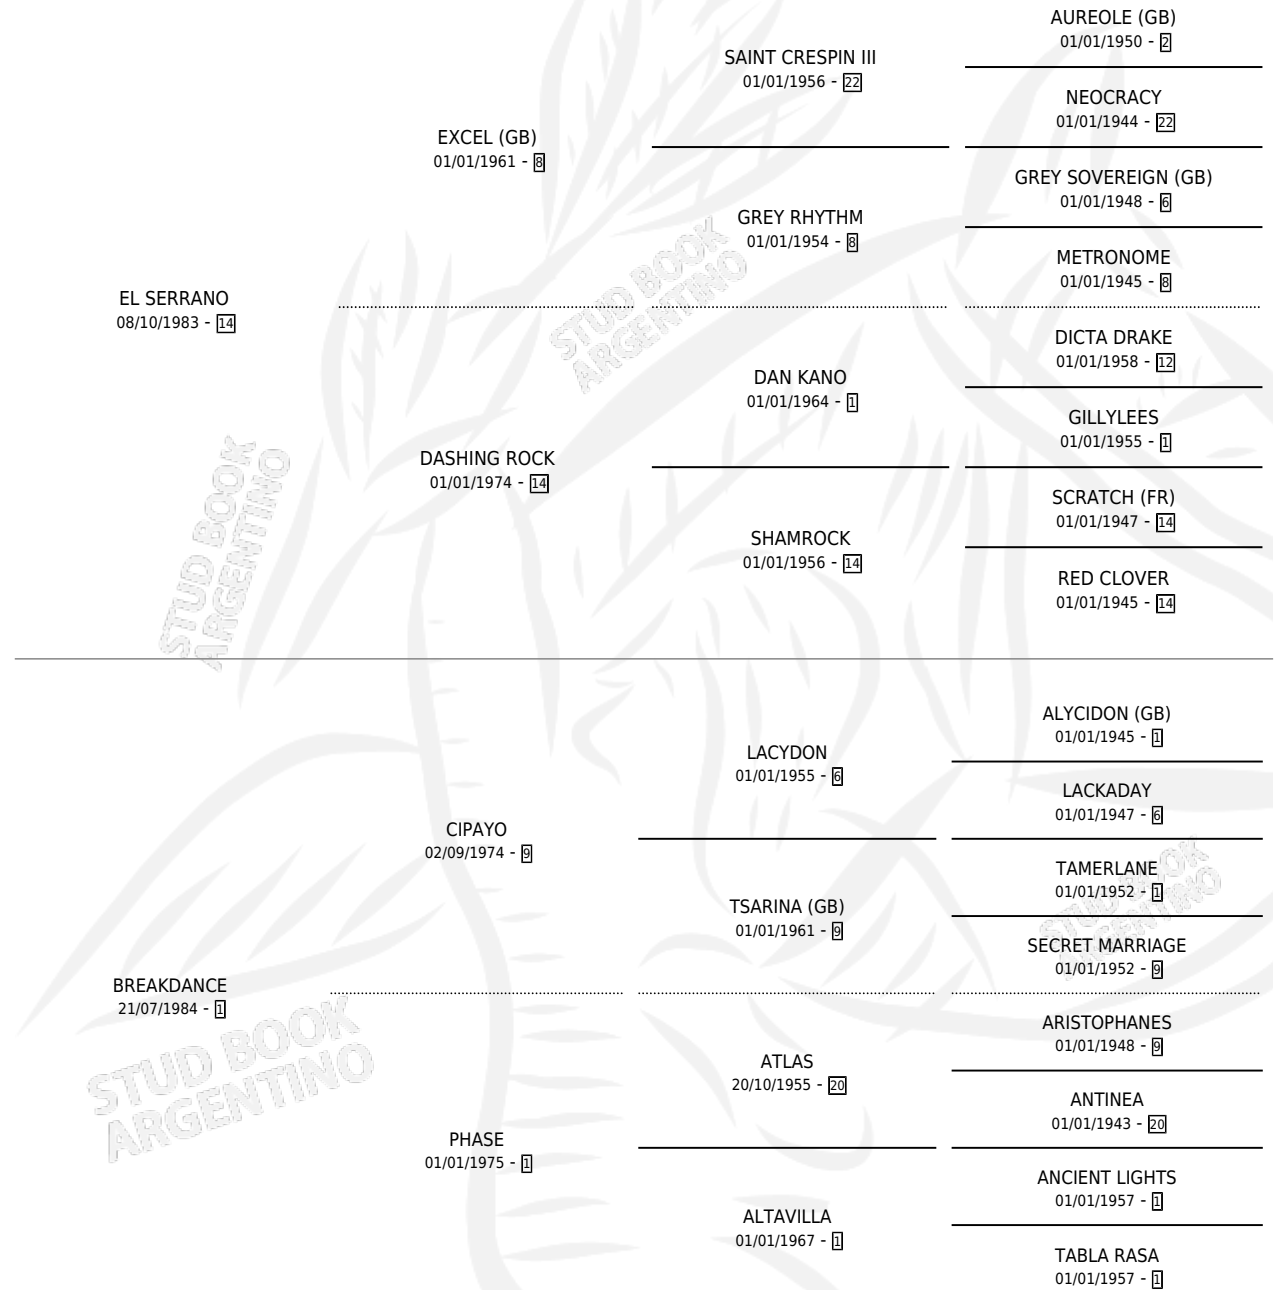 AUREOLE (GB)
01/01/1950 - 2
SAINT CRESPIN III
01/01/1956 - 22
NEOCRACY
01/01/1944 - 22
EXCEL (GB)
01/01/1961 - 8
GREY SOVEREIGN (GB)
01/01/1948 - 6
GREY RHYTHM
01/01/1954 - 8
METRONOME
01/01/1945 - 8
EL SERRANO
08/10/1983 - 14
DICTA DRAKE
01/01/1958 - 12
DAN KANO
01/01/1964 - 1
GILLYLEES
01/01/1955 - 1
DASHING ROCK
01/01/1974 - 14
SCRATCH (FR)
01/01/1947 - 14
SHAMROCK
01/01/1956 - 14
RED CLOVER
01/01/1945 - 14
STUD BOOK
ARGENTINO
STUD BOOK
ARGENTINO
ALYCIDON (GB)
01/01/1945 - 1
LACYDON
01/01/1955 - 6
LACKADAY
01/01/1947 - 6
CIPAYO
02/09/1974 - 9
TAMERLANE
01/01/1952 - 1
TSARINA (GB)
01/01/1961 - 9
SECRET MARRIAGE
01/01/1952 - 9
BREAKDANCE
21/07/1984 - 1
ARISTOPHANES
01/01/1948 - 9
ATLAS
20/10/1955 - 20
ANTINEA
01/01/1943 - 20
PHASE
01/01/1975 - 1
ANCIENT LIGHTS
01/01/1957 - 1
ALTAVILLA
01/01/1967 - 1
TABLA RASA
01/01/1957 - 1
STUD BOOK
ARGENTINO
STUD BOOK
ARGENTINO